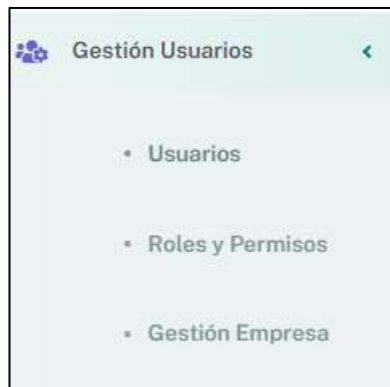 Gestión Usuarios
Usuarios
Roles y Permisos
Gestión Empresa